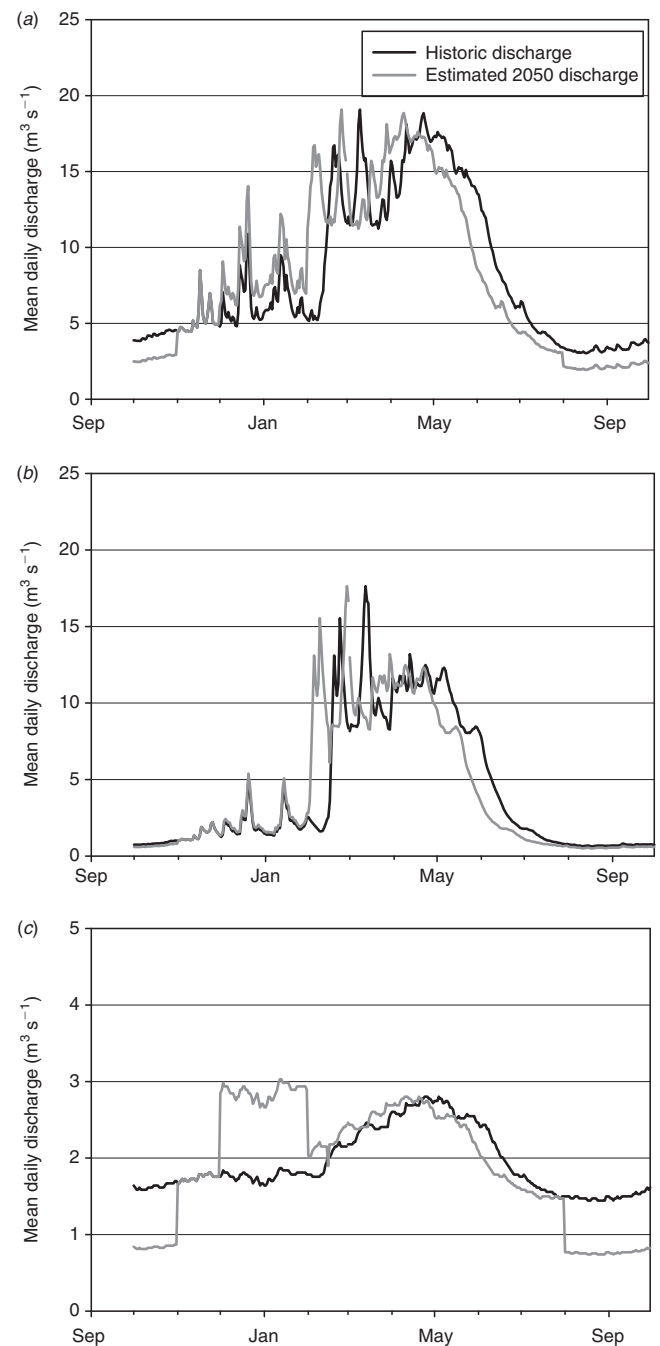 (a)
25
20
15
10
5
0
Mean daily discharge (m³ s⁻¹)
Historic discharge
Estimated 2050 discharge
Sep Jan May Sep
(b)
25
20
15
10
5
0
Mean daily discharge (m³ s⁻¹)
Sep Jan May Sep
(c)
5
4
3
2
1
0
Mean daily discharge (m³ s⁻¹)
Sep Jan May Sep